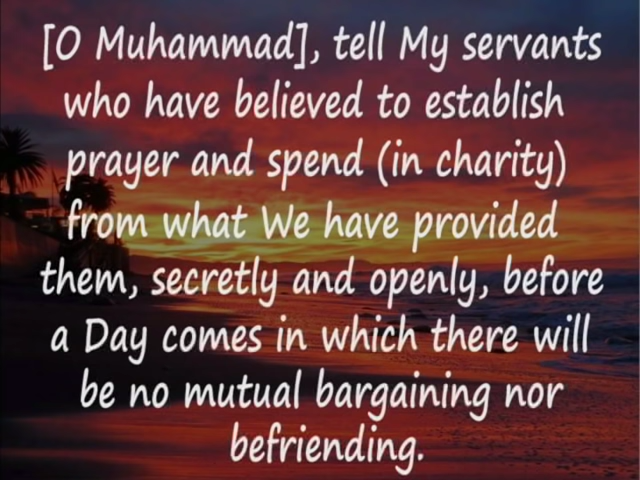 [O Muhammad], tell My servants
who have believed to establish
prayer and spend (in charity)
from what We have provided
them, secretly and openly, before
a Day comes in which there will
be no mutual bargaining nor
befriending.